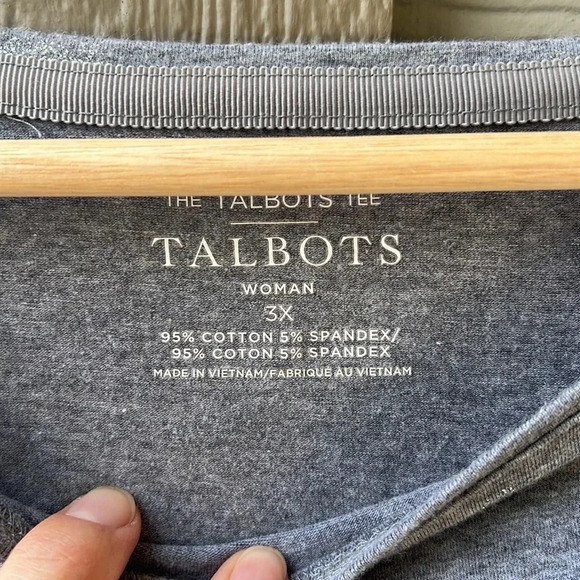 THE TALBOTS TEE
TALBOTS
WOMAN
3X
95% COTTON 5% SPANDEX/
95% COTON 5% SPANDEX
MADE IN VIETNAM/FABRIQUÉ AU VIETNAM